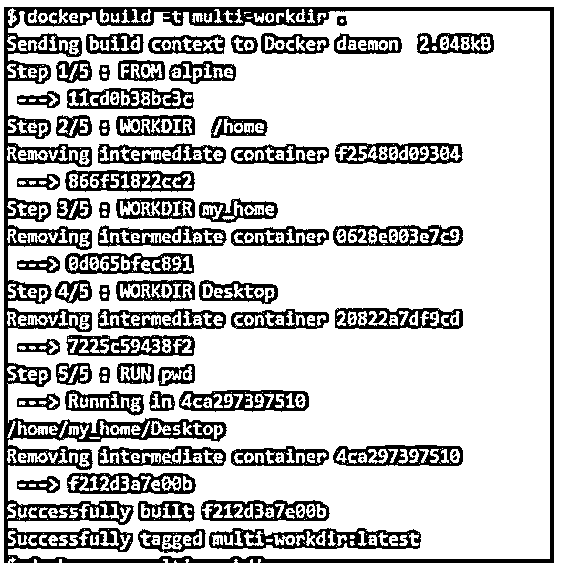 $ docker build -t multi-workdir .
Sending build context to Docker daemon  2.048kB
Step 1/5 : FROM alpine
 ---> 11cd0b38bc3c
Step 2/5 : WORKDIR  /home
Removing intermediate container f25480d09304
 ---> 866f51822cc2
Step 3/5 : WORKDIR my_home
Removing intermediate container 0628e003e7c9
 ---> 0d065bfec891
Step 4/5 : WORKDIR Desktop
Removing intermediate container 20822a7df9cd
 ---> 7225c59438f2
Step 5/5 : RUN pwd
 ---> Running in 4ca297397510
/home/my_home/Desktop
Removing intermediate container 4ca297397510
 ---> f212d3a7e00b
Successfully built f212d3a7e00b
Successfully tagged multi-workdir:latest